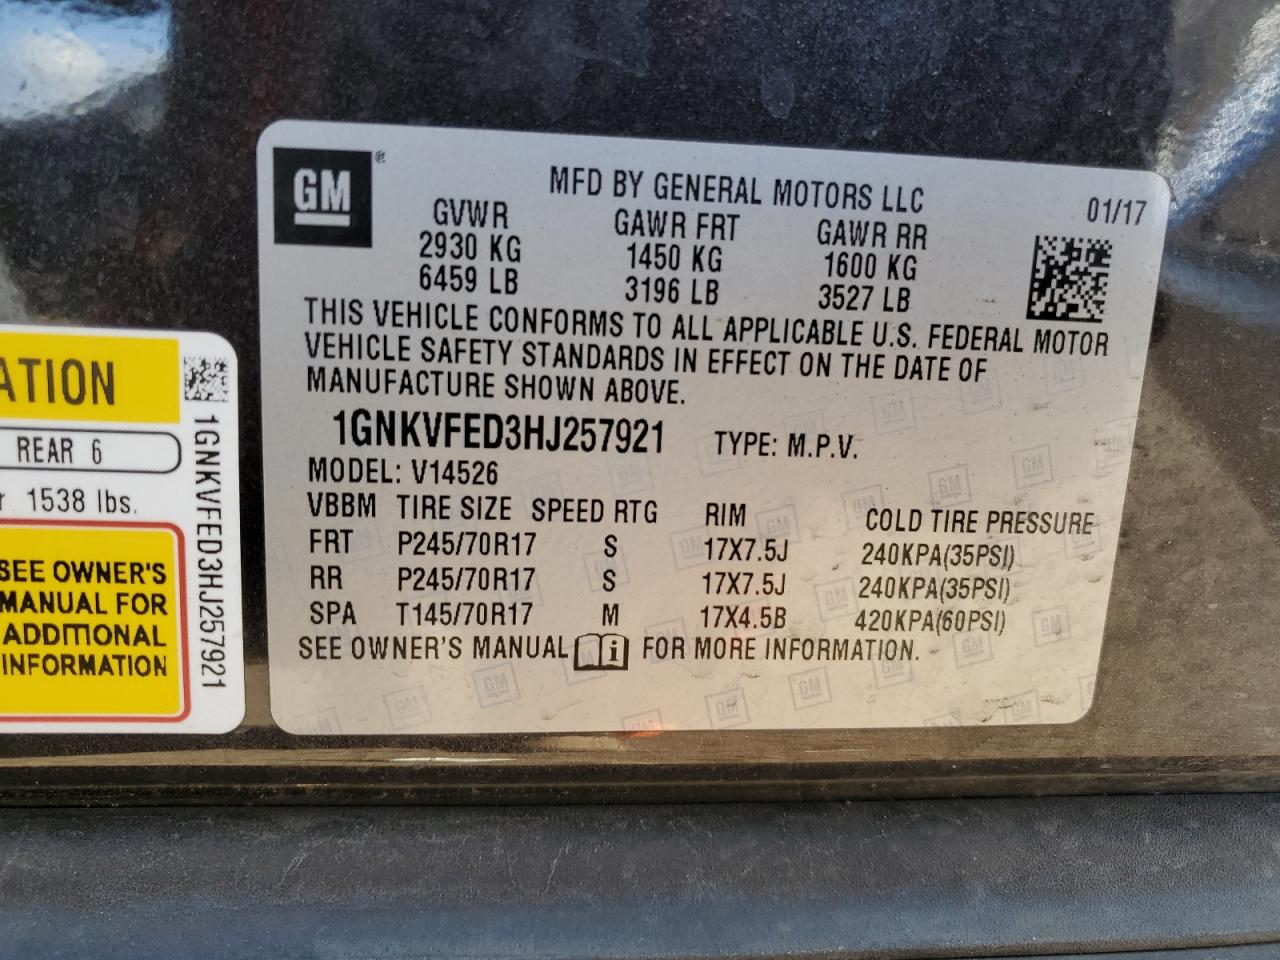 GM®
MFD BY GENERAL MOTORS LLC
01/17
GVWR GAWR FRT GAWR RR
2930 KG 1450 KG 1600 KG
6459 LB 3196 LB 3527 LB
THIS VEHICLE CONFORMS TO ALL APPLICABLE U.S. FEDERAL MOTOR
VEHICLE SAFETY STANDARDS IN EFFECT ON THE DATE OF
MANUFACTURE SHOWN ABOVE.
1GNKVFED3HJ257921 TYPE: M.P.V.
MODEL: V14526
VBBM TIRE SIZE SPEED RTG RIM COLD TIRE PRESSURE
FRT P245/70R17 S 17X7.5J 240KPA(35PSI)
RR P245/70R17 S 17X7.5J 240KPA(35PSI)
SPA T145/70R17 M 17X4.5B 420KPA(60PSI)
SEE OWNER'S MANUAL i FOR MORE INFORMATION.
ATION
REAR 6
r 1538 lbs.
SEE OWNER'S
MANUAL FOR
ADDITIONAL
INFORMATION
1GNKVFED3HJ257921